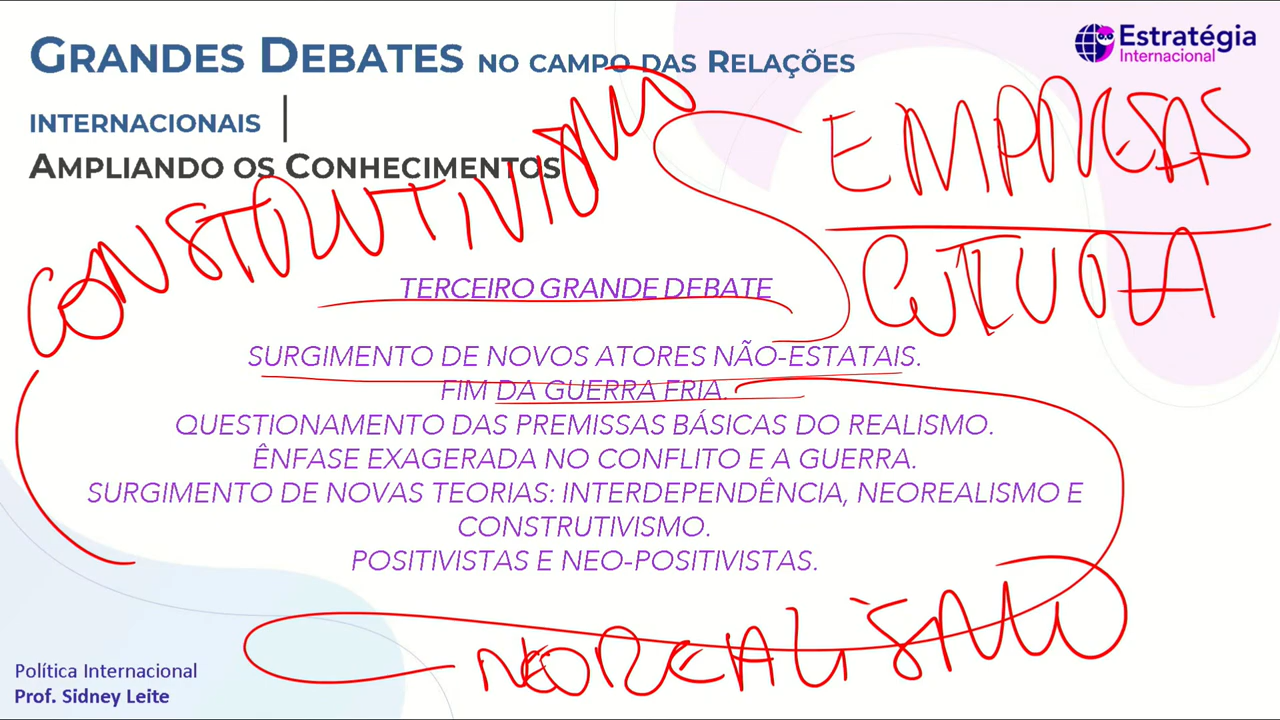 GRANDES DEBATES NO CAMPO DAS RELAÇÕES
INTERNACIONAIS |
AMPLIANDO OS CONHECIMENTOS
Estratégia
Internacional
EMPRESAS
CULTURA
CONSTRUTIVISMO
TERCEIRO GRANDE DEBATE
SURGIMENTO DE NOVOS ATORES NÃO-ESTATAIS.
FIM DA GUERRA FRIA.
QUESTIONAMENTO DAS PREMISSAS BÁSICAS DO REALISMO.
ÊNFASE EXAGERADA NO CONFLITO E A GUERRA.
SURGIMENTO DE NOVAS TEORIAS: INTERDEPENDÊNCIA, NEOREALISMO E
CONSTRUTIVISMO.
POSITIVISTAS E NEO-POSITIVISTAS.
NEOREALISMO
Política Internacional
Prof. Sidney Leite